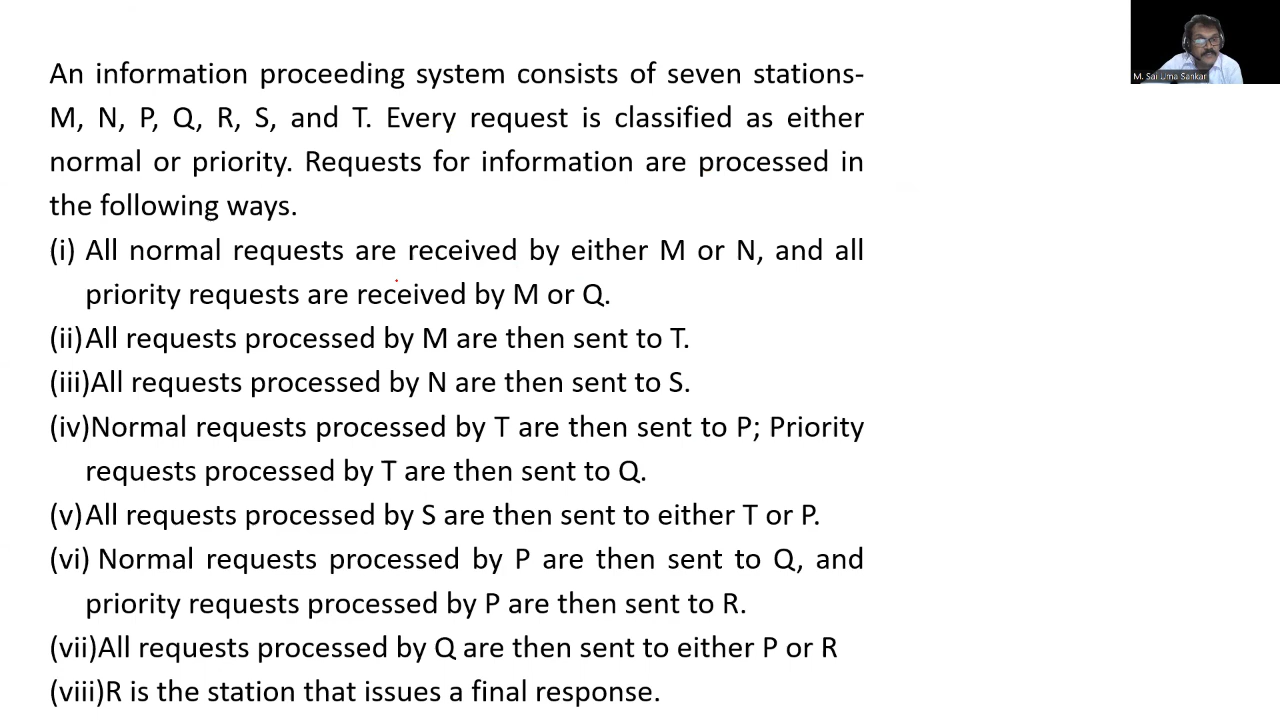 An information proceeding system consists of seven stations-
M, N, P, Q, R, S, and T. Every request is classified as either
normal or priority. Requests for information are processed in
the following ways.
(i) All normal requests are received by either M or N, and all
priority requests are received by M or Q.
(ii)All requests processed by M are then sent to T.
(iii)All requests processed by N are then sent to S.
(iv)Normal requests processed by T are then sent to P; Priority
requests processed by T are then sent to Q.
(v)All requests processed by S are then sent to either T or P.
(vi) Normal requests processed by P are then sent to Q, and
priority requests processed by P are then sent to R.
(vii)All requests processed by Q are then sent to either P or R
(viii)R is the station that issues a final response.
M. Sai Uma Sankar